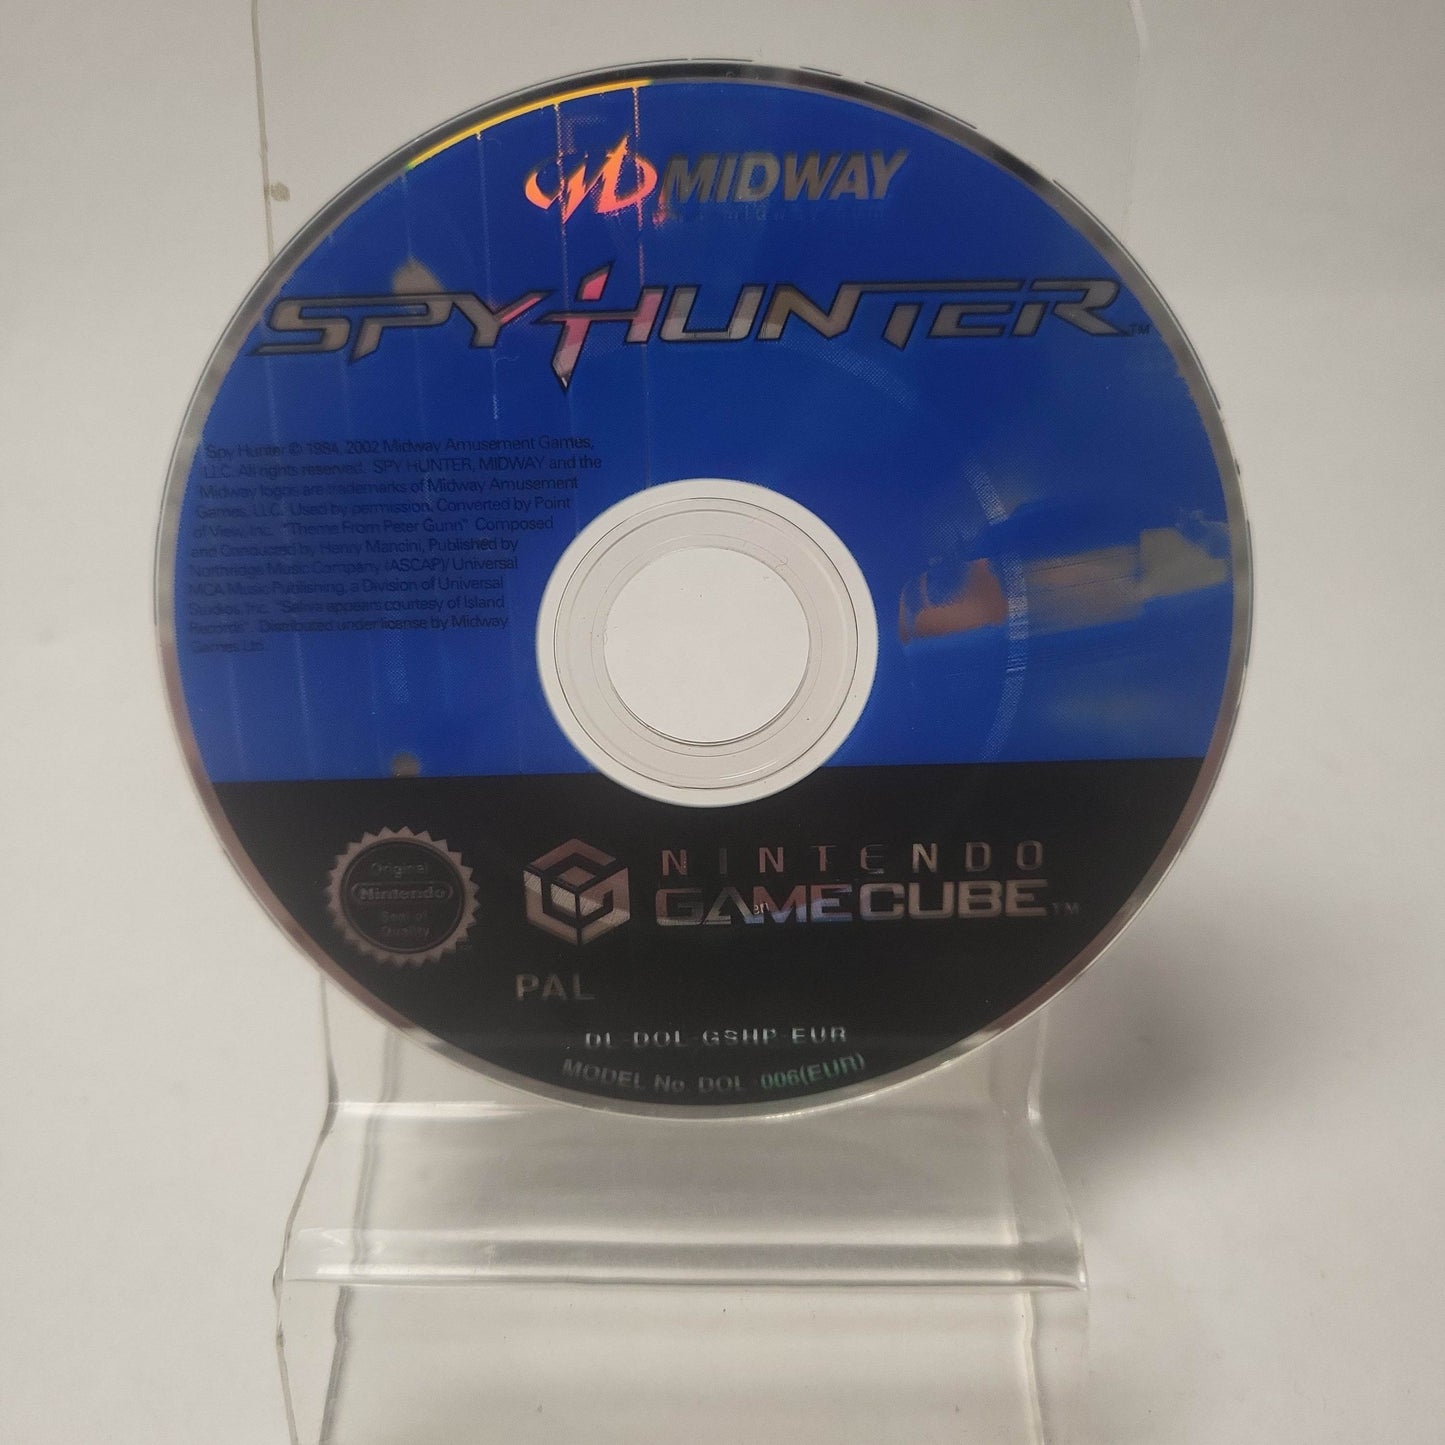 MIDWAY
SPY HUNTER™
Spy Hunter © 1984, 2002 Midway Amusement Games,
LLC. All rights reserved. SPY HUNTER, MIDWAY and the
Midway logos are trademarks of Midway Amusement
Games, LLC. Used by permission. Converted by Point
of View, Inc. "Theme From Peter Gunn" Composed
and Conducted by Henry Mancini, Published by
Northridge Music Company (ASCAP)/ Universal
MCA Music Publishing, a Division of Universal
Studios, Inc. "Saliva appears courtesy of Island
Records". Distributed under license by Midway
Games Ltd.
Original
Nintendo
Seal of
Quality
NINTENDO
GAMECUBE™
PAL
DL-DOL-GSHP-EUR
MODEL No. DOL-006(EUR)